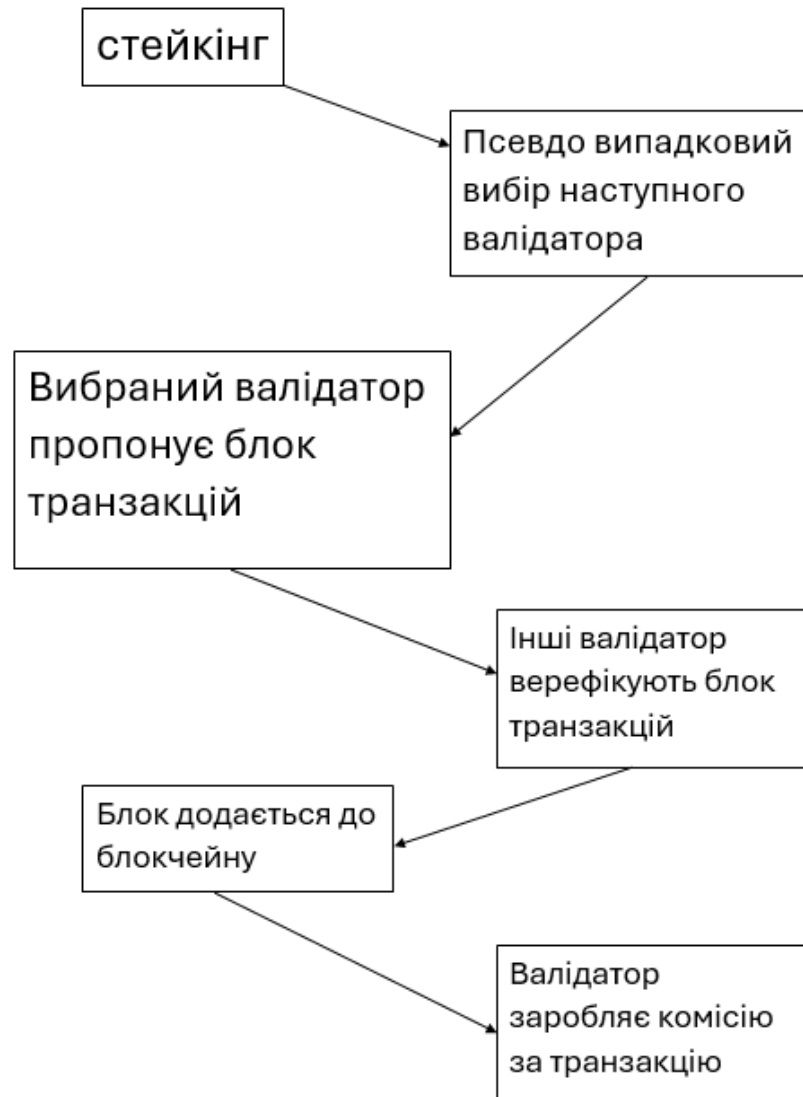 стейкінг
Псевдо випадковий
вибір наступного
валідатора
Вибраний валідатор
пропонує блок
транзакцій
Інші валідатор
верефікують блок
транзакцій
Блок додається до
блокчейну
Валідатор
заробляє комісію
за транзакцію